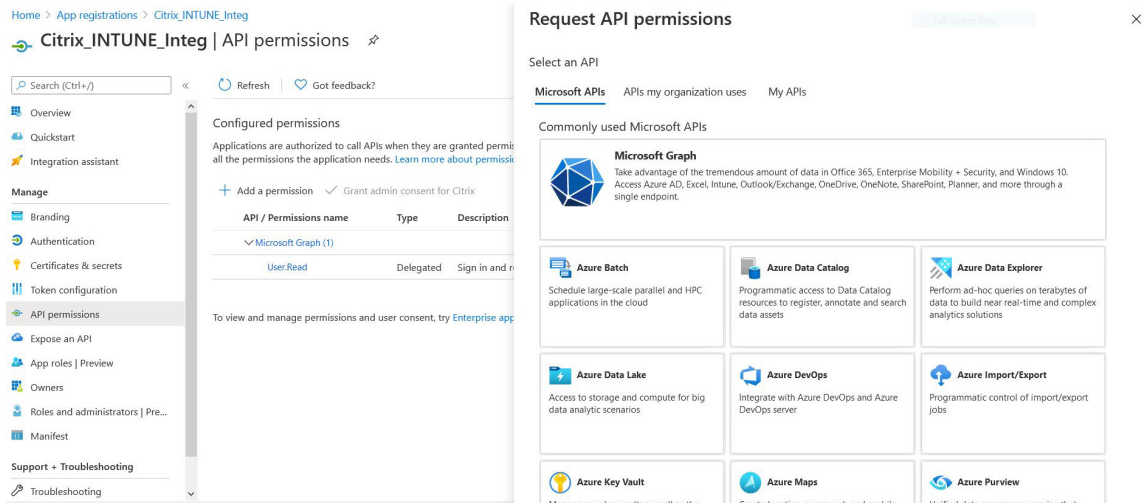 Home > App registrations > Citrix_INTUNE_Integ
Citrix_INTUNE_Integ | API permissions
Search (Ctrl+/)
«
Overview
Quickstart
Integration assistant
Manage
Branding
Authentication
Certificates & secrets
Token configuration
API permissions
Expose an API
App roles | Preview
Owners
Roles and administrators | Pre...
Manifest
Support + Troubleshooting
Troubleshooting
Refresh
Got feedback?
Configured permissions
Applications are authorized to call APIs when they are granted permis
all the permissions the application needs. Learn more about permissio
+ Add a permission
Grant admin consent for Citrix
API / Permissions name Type Description
Microsoft Graph (1)
User.Read Delegated Sign in and r
To view and manage permissions and user consent, try Enterprise app
Request API permissions
Select an API
Microsoft APIs APIs my organization uses My APIs
Commonly used Microsoft APIs
Microsoft Graph
Take advantage of the tremendous amount of data in Office 365, Enterprise Mobility + Security, and Windows 10.
Access Azure AD, Excel, Intune, Outlook/Exchange, OneDrive, OneNote, SharePoint, Planner, and more through a
single endpoint.
Azure Batch
Schedule large-scale parallel and HPC
applications in the cloud
Azure Data Catalog
Programmatic access to Data Catalog
resources to register, annotate and search
data assets
Azure Data Explorer
Perform ad-hoc queries on terabytes of
data to build near real-time and complex
analytics solutions
Azure Data Lake
Access to storage and compute for big
data analytic scenarios
Azure DevOps
Integrate with Azure DevOps and Azure
DevOps server
Azure Import/Export
Programmatic control of import/export
jobs
Azure Key Vault
Azure Maps
Azure Purview